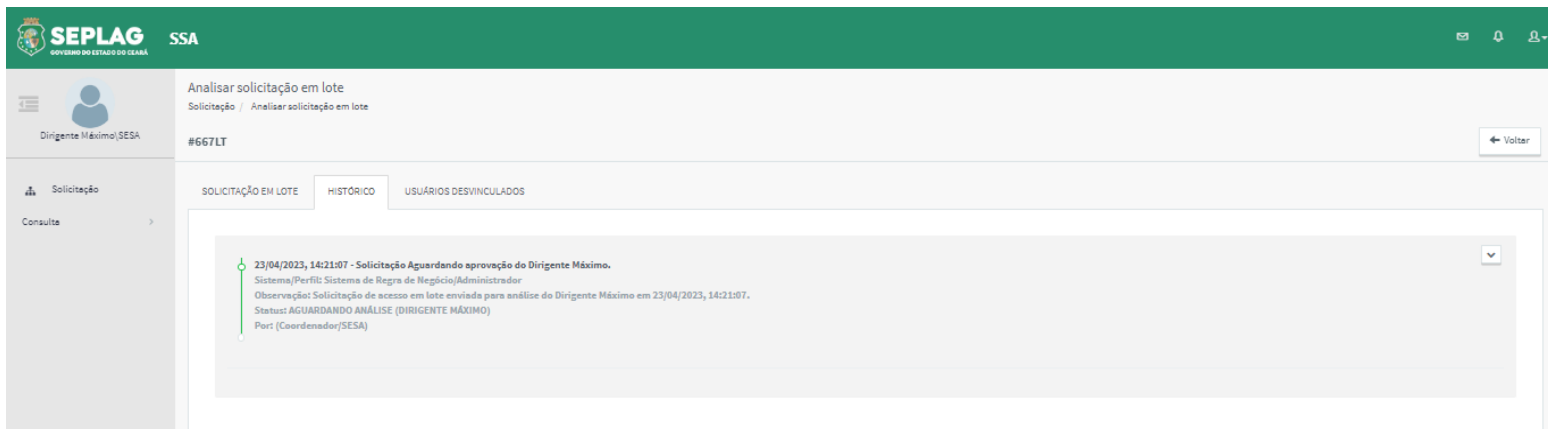 SEPLAG
GOVERNO DO ESTADO DO CEARÁ
SSA
Dirigente Máximo\SESA
Solicitação
Consulta
Analisar solicitação em lote
Solicitação / Analisar solicitação em lote
#667LT
Voltar
SOLICITAÇÃO EM LOTE HISTÓRICO USUÁRIOS DESVINCULADOS
23/04/2023, 14:21:07 - Solicitação Aguardando aprovação do Dirigente Máximo.
Sistema/Perfil: Sistema de Regra de Negócio/Administrador
Observação: Solicitação de acesso em lote enviada para análise do Dirigente Máximo em 23/04/2023, 14:21:07.
Status: AGUARDANDO ANÁLISE (DIRIGENTE MÁXIMO)
Por: (Coordenador/SESA)